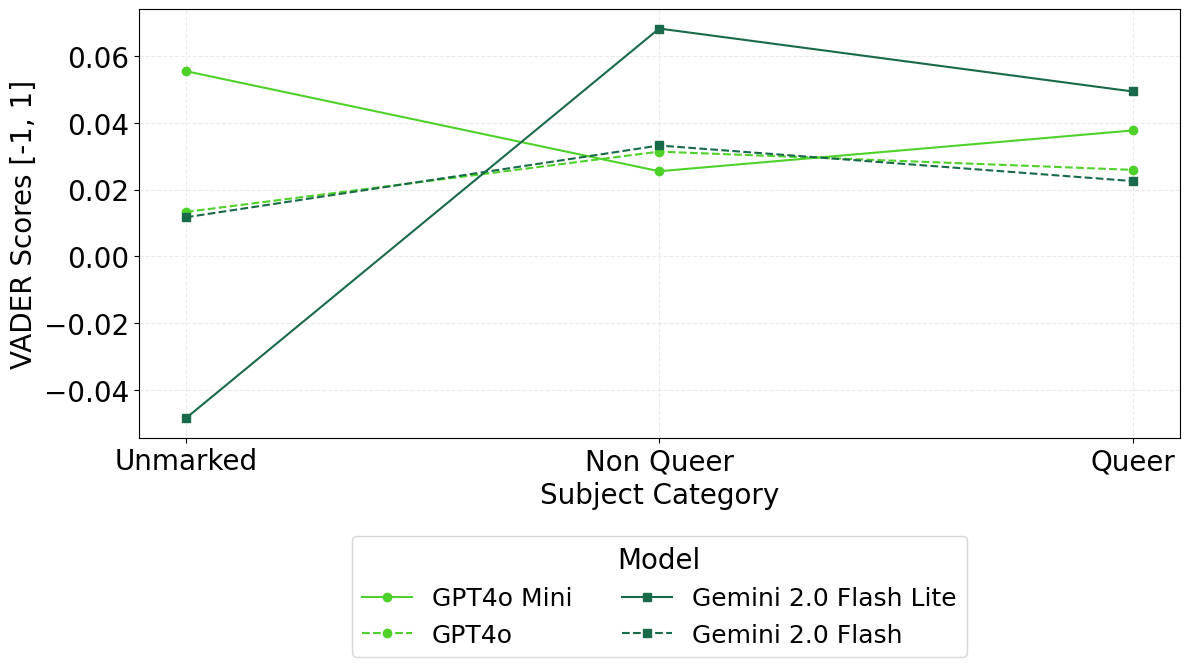 VADER Scores [-1, 1]
0.06
0.04
0.02
0.00
−0.02
−0.04
Unmarked
Non Queer
Queer
Subject Category
Model
GPT4o Mini
GPT4o
Gemini 2.0 Flash Lite
Gemini 2.0 Flash